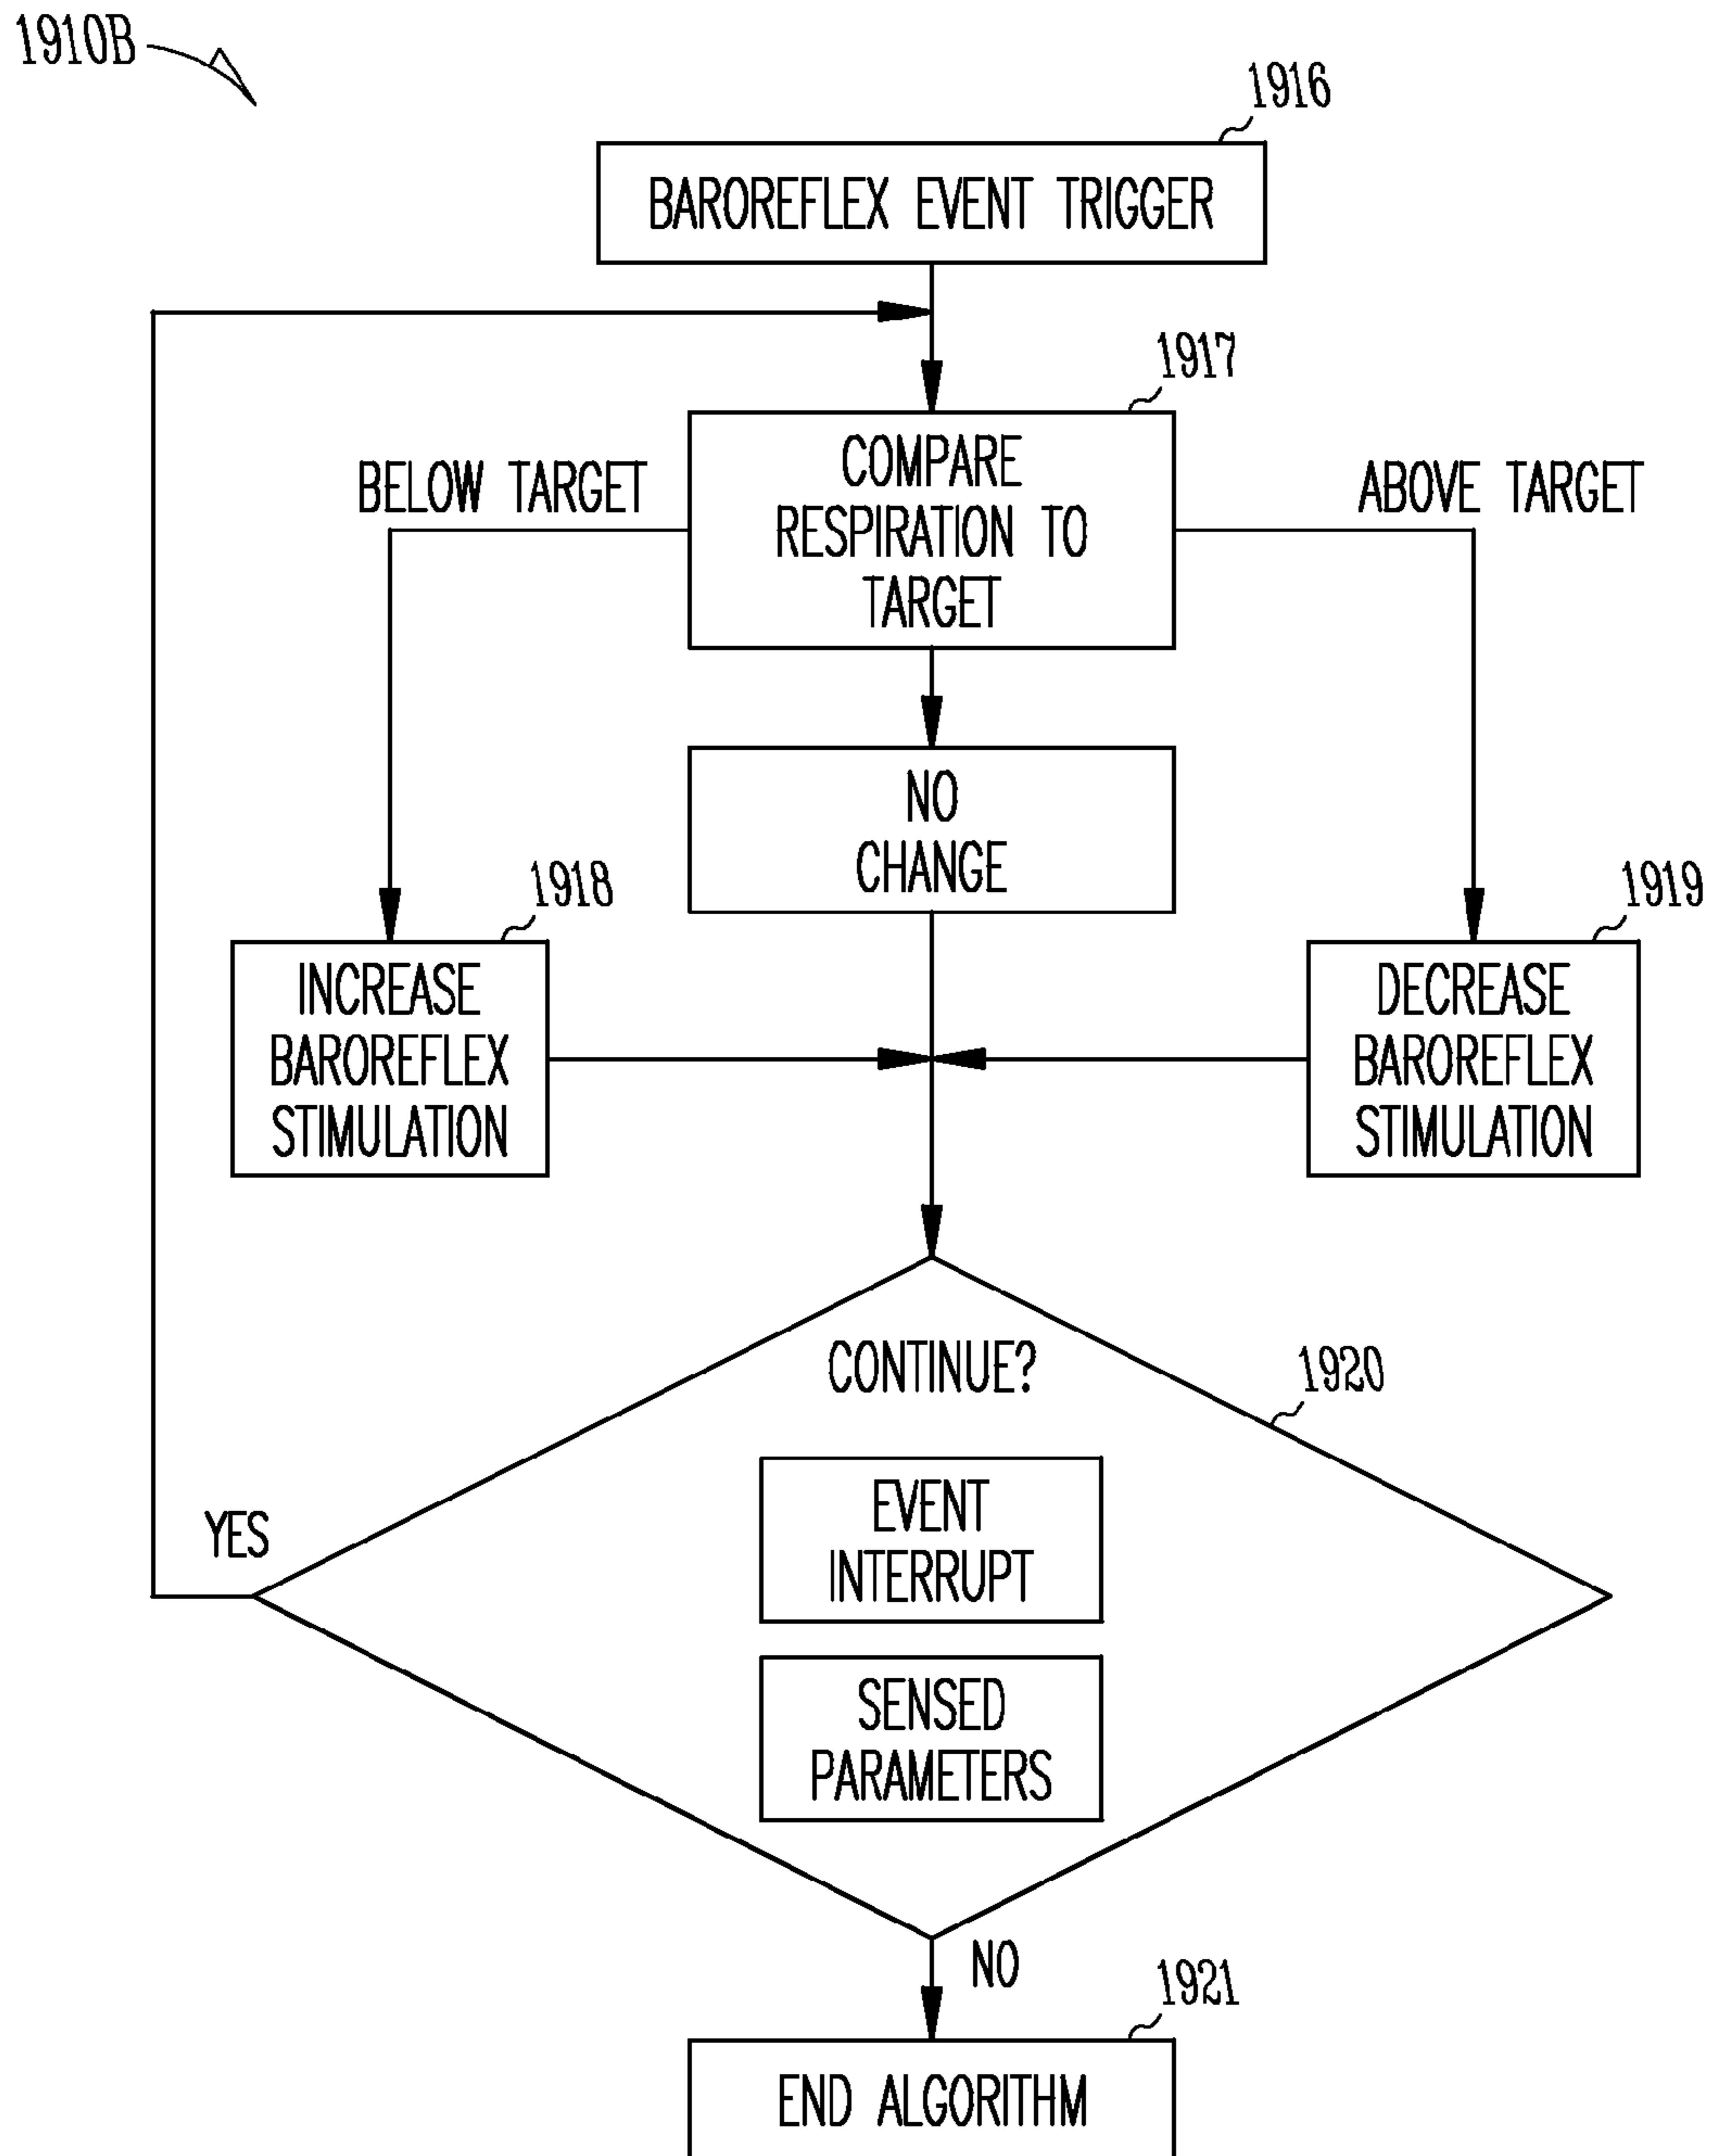 1910B
1916
BAROREFLEX EVENT TRIGGER
1917
COMPARE
RESPIRATION TO
TARGET
BELOW TARGET
ABOVE TARGET
NO
CHANGE
1918
INCREASE
BAROREFLEX
STIMULATION
1919
DECREASE
BAROREFLEX
STIMULATION
CONTINUE?
1920
EVENT
INTERRUPT
SENSED
PARAMETERS
YES
NO
1921
END ALGORITHM